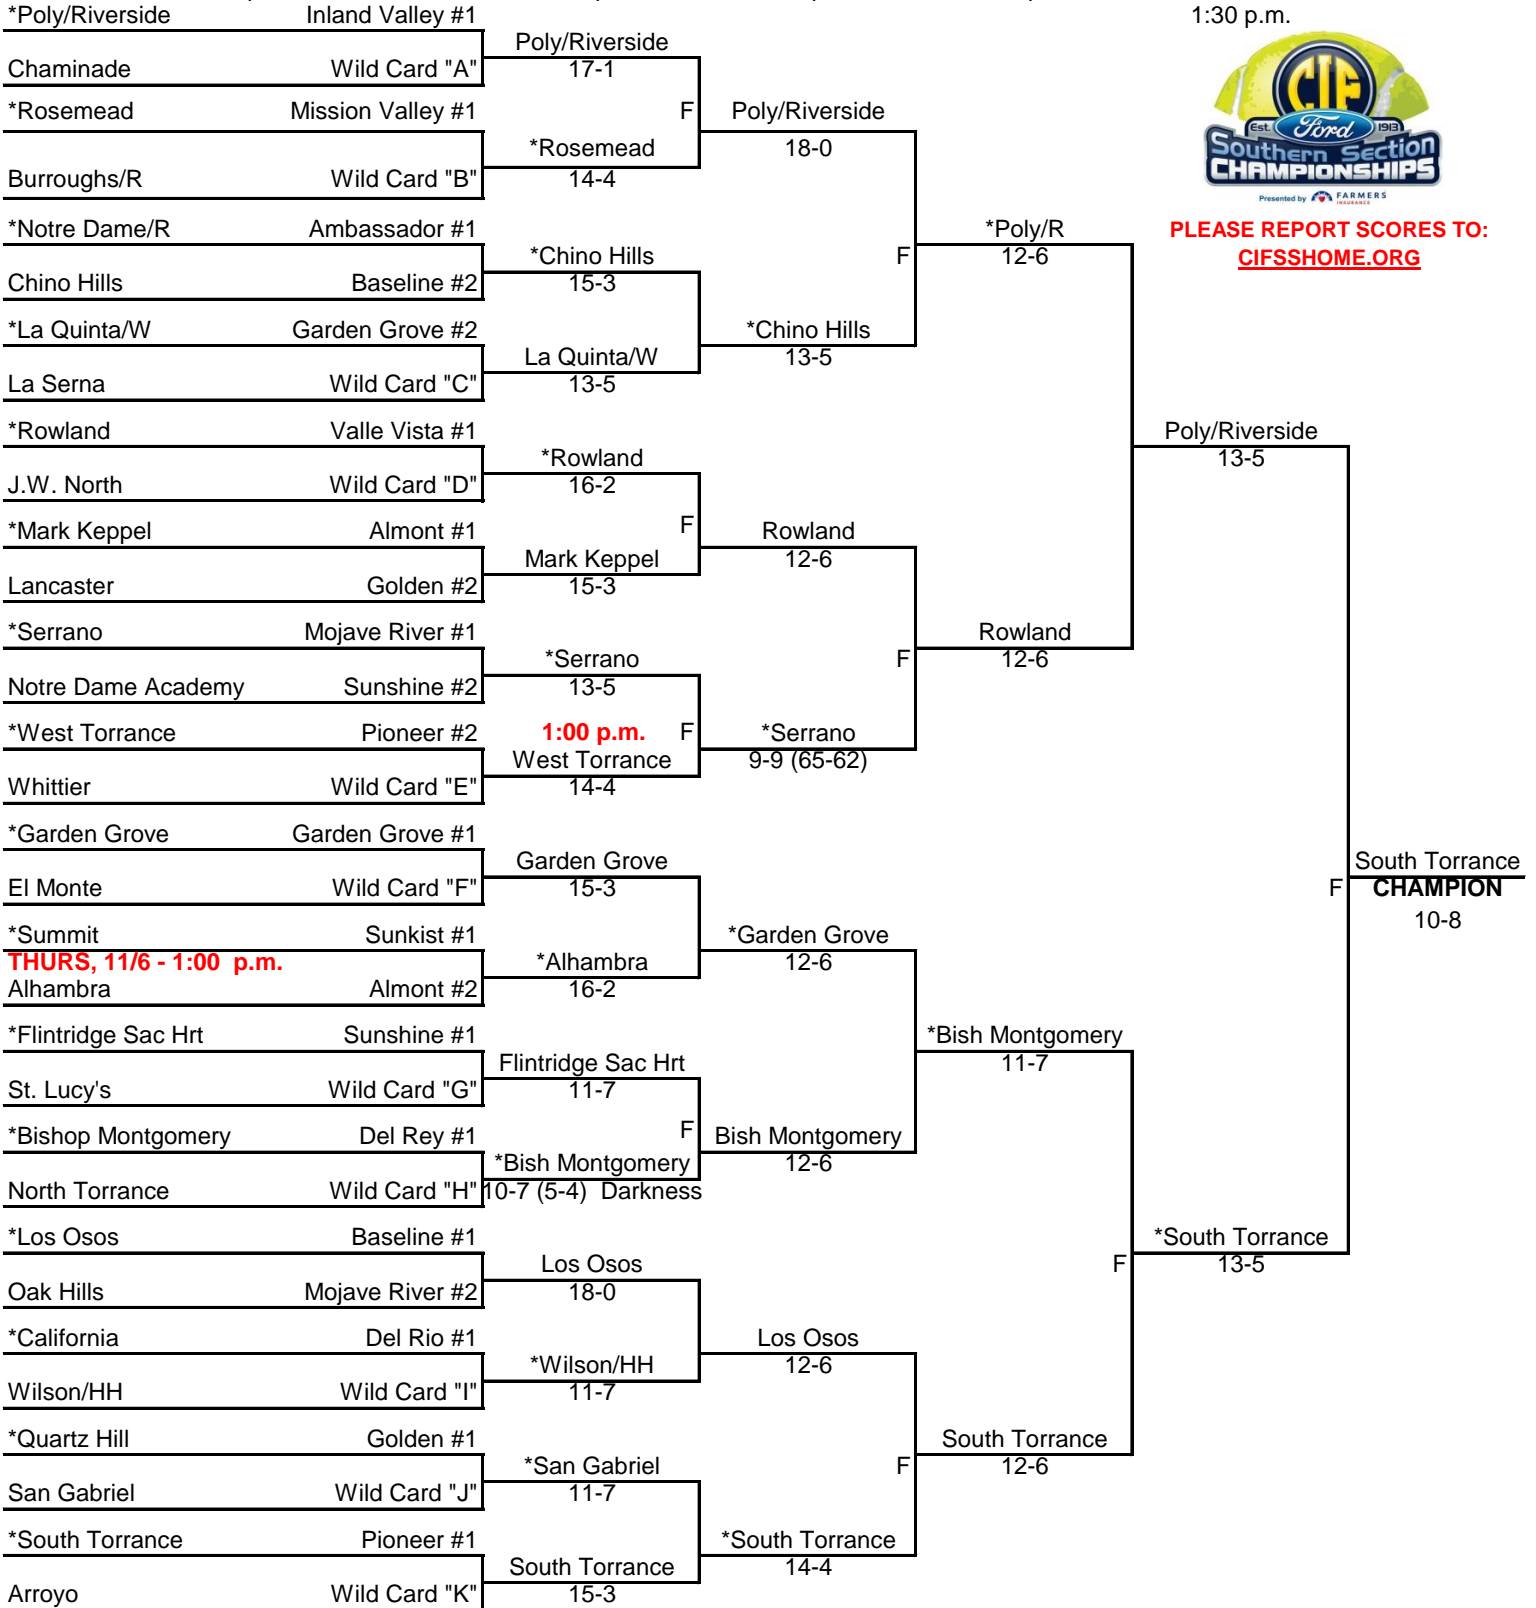 *Poly/Riverside Inland Valley #1 1:30 p.m.
Poly/Riverside
Chaminade Wild Card "A" 17-1
*Rosemead Mission Valley #1 F Poly/Riverside
*Rosemead 18-0
Burroughs/R Wild Card "B" 14-4
CIF
Est. Ford 1913
Southern Section
CHAMPIONSHIPS
Presented by FARMERS
INSURANCE
*Notre Dame/R Ambassador #1 *Poly/R PLEASE REPORT SCORES TO:
*Chino Hills F 12-6 CIFSSHOME.ORG
Chino Hills Baseline #2 15-3
*La Quinta/W Garden Grove #2 *Chino Hills
La Quinta/W 13-5
La Serna Wild Card "C" 13-5
*Rowland Valle Vista #1 Poly/Riverside
*Rowland 13-5
J.W. North Wild Card "D" 16-2
*Mark Keppel Almont #1 F Rowland
Mark Keppel 12-6
Lancaster Golden #2 15-3
*Serrano Mojave River #1 Rowland
*Serrano F 12-6
Notre Dame Academy Sunshine #2 13-5
*West Torrance Pioneer #2 1:00 p.m. F *Serrano
West Torrance 9-9 (65-62)
Whittier Wild Card "E" 14-4
*Garden Grove Garden Grove #1
Garden Grove South Torrance
El Monte Wild Card "F" 15-3 F CHAMPION
10-8
*Summit Sunkist #1 *Garden Grove
THURS, 11/6 - 1:00 p.m. *Alhambra 12-6
Alhambra Almont #2 16-2
*Flintridge Sac Hrt Sunshine #1 *Bish Montgomery
Flintridge Sac Hrt 11-7
St. Lucy's Wild Card "G" 11-7
*Bishop Montgomery Del Rey #1 F Bish Montgomery
*Bish Montgomery 12-6
North Torrance Wild Card "H" 10-7 (5-4) Darkness
*Los Osos Baseline #1 *South Torrance
Los Osos F 13-5
Oak Hills Mojave River #2 18-0
*California Del Rio #1 Los Osos
*Wilson/HH 12-6
Wilson/HH Wild Card "I" 11-7
*Quartz Hill Golden #1 South Torrance
*San Gabriel F 12-6
San Gabriel Wild Card "J" 11-7
*South Torrance Pioneer #1 *South Torrance
South Torrance 14-4
Arroyo Wild Card "K" 15-3